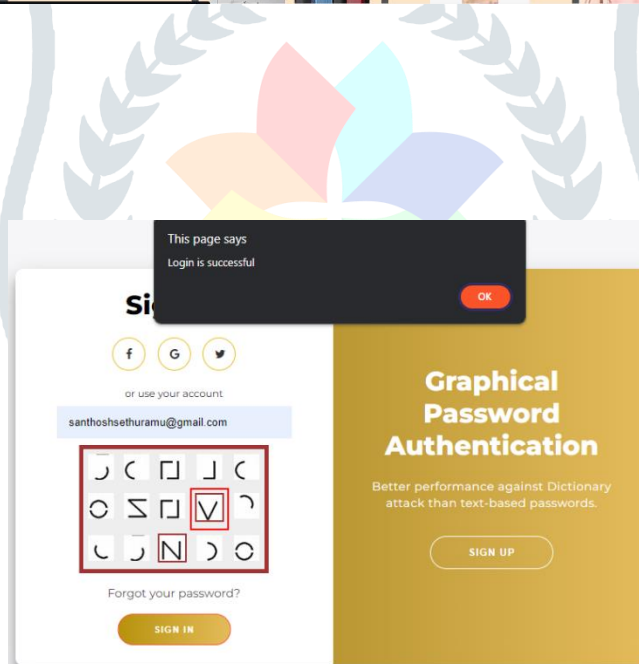 This page says
Login is successful
OK
f G
or use your account
santhoshsethuramu@gmail.com
V
N
Forgot your password?
SIGN IN
Graphical
Password
Authentication
Better performance against Dictionary
attack than text-based passwords.
SIGN UP